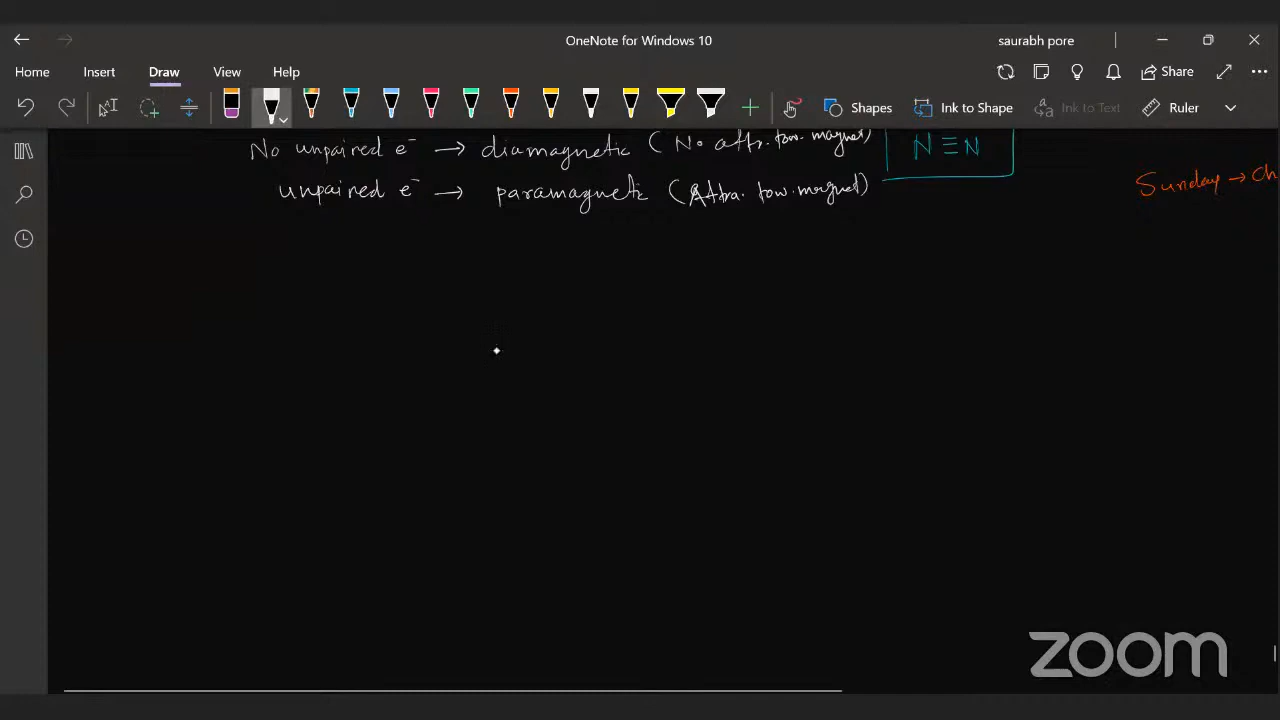 OneNote for Windows 10
saurabh pore
Home Insert Draw View Help
Share
Shapes
Ink to Shape
Ink to Text
Ruler
No unpaired e⁻ → diamagnetic (No attr. tow. magnet)
N≡N
unpaired e⁻ → paramagnetic (Attra. tow. magnet)
Sunday → Ch
zoom